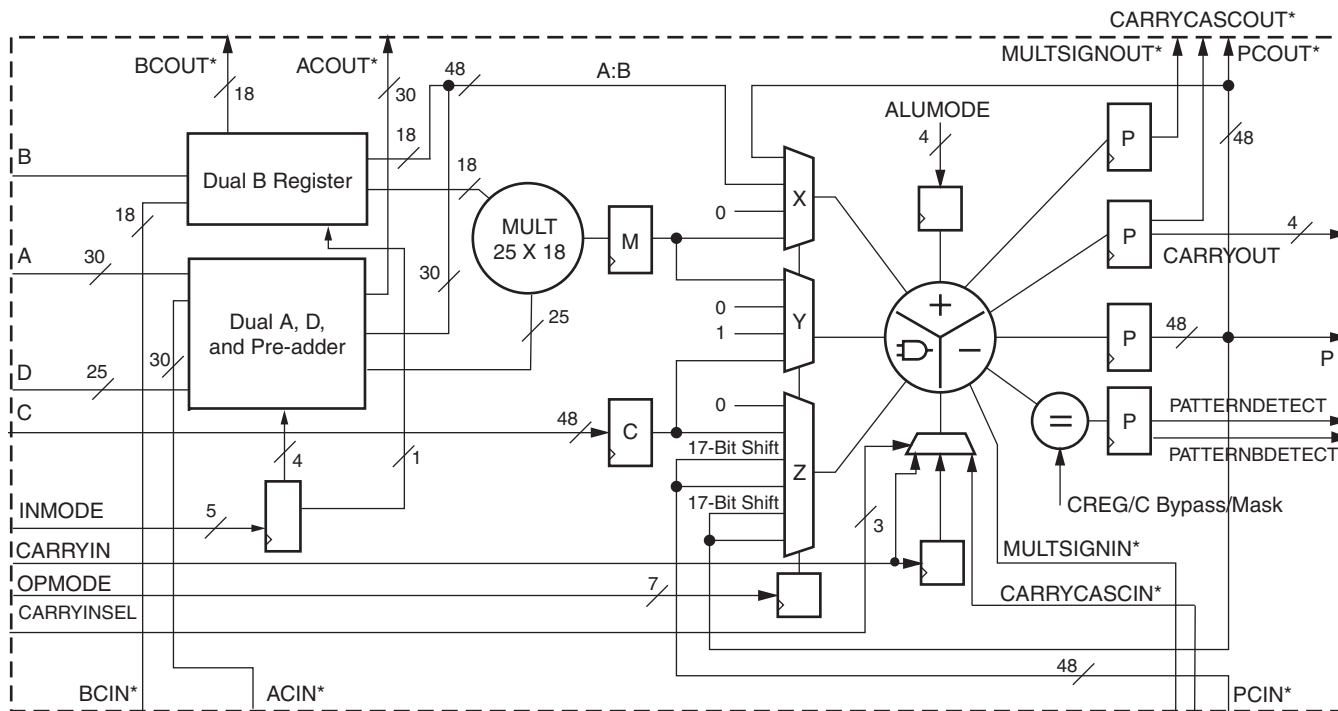 CARRYCASCOUT*
BCOUT*
ACOUT*
MULTSIGNOUT*
PCOUT*
48
A:B
18
30
ALUMODE
4
48
B
18
Dual B Register
18
P
X
0
MULT
25 X 18
M
18
A
30
30
P
4
CARRYOUT
Dual A, D,
and Pre-adder
25
0
Y
1
+
−
P
48
P
30
D
25
C
48
C
0
17-Bit Shift
Z
17-Bit Shift
=
P
PATTERNDETECT
PATTERNBDETECT
4
1
CREG/C Bypass/Mask
INMODE
5
3
CARRYIN
MULTSIGNIN*
OPMODE
7
CARRYCASCIN*
CARRYINSEL
48
BCIN*
ACIN*
PCIN*